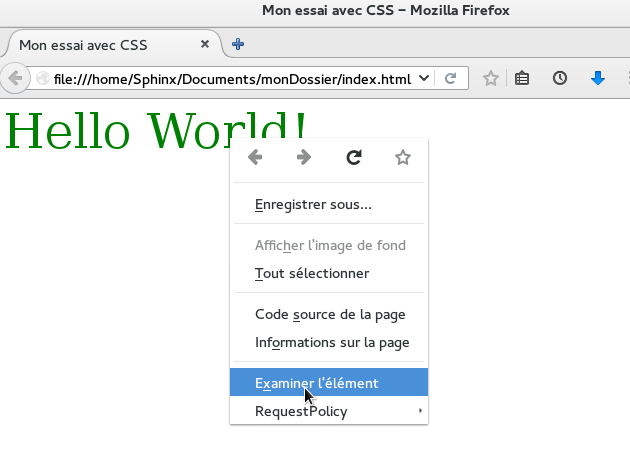 Mon essai avec CSS – Mozilla Firefox
Mon essai avec CSS
file:///home/Sphinx/Documents/monDossier/index.html
Hello World!
Enregistrer sous...
Afficher l'image de fond
Tout sélectionner
Code source de la page
Informations sur la page
Examiner l'élément
RequestPolicy